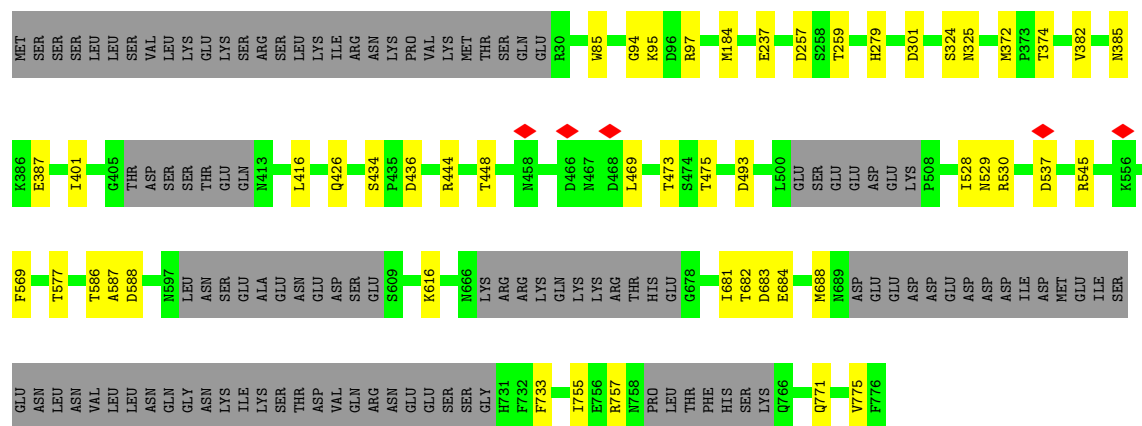 MET SER SER SER SER LEU LEU SER VAL LEU LYS GLU LYS SER ARG SER LEU LYS ILE ARG ASN LYS PRO VAL LYS MET THR SER GLN GLU R30 W85 G94 K95 D96 R97 M184 E237 D257 S258 T259 H279 D301 S324 N325 M372 P373 T374 V382 N385
K386 E387 I401 G405 THR ASP SER SER THR GLU GLN N413 L416 Q426 S434 P435 D436 R444 T448 N458 D466 N467 D468 L469 T473 S474 T475 D493 L500 GLU SER GLU GLU ASP GLU LYS P508 I528 N529 R530 D537 R545 K556
F569 T577 T586 A587 D588 N597 LEU ASN SER GLU ALA GLU ASN GLU ASP SER GLU S609 K616 N666 LYS ARG ARG LYS GLN LYS LYS ARG THR HIS GLU G678 I681 T682 D683 E684 M688 N689 ASP GLU GLU ASP ASP GLU ASP ASP ASP ILE ASP MET GLU ILE SER
GLU ASN LEU ASN VAL LEU LEU ASN GLN GLY ASN LYS ILE LYS SER THR ASP VAL GLN ARG ASN GLU GLU SER SER GLY H731 F732 F733 I755 E756 R757 N758 PRO LEU THR PHE HIS SER LYS Q766 Q771 V775 F776